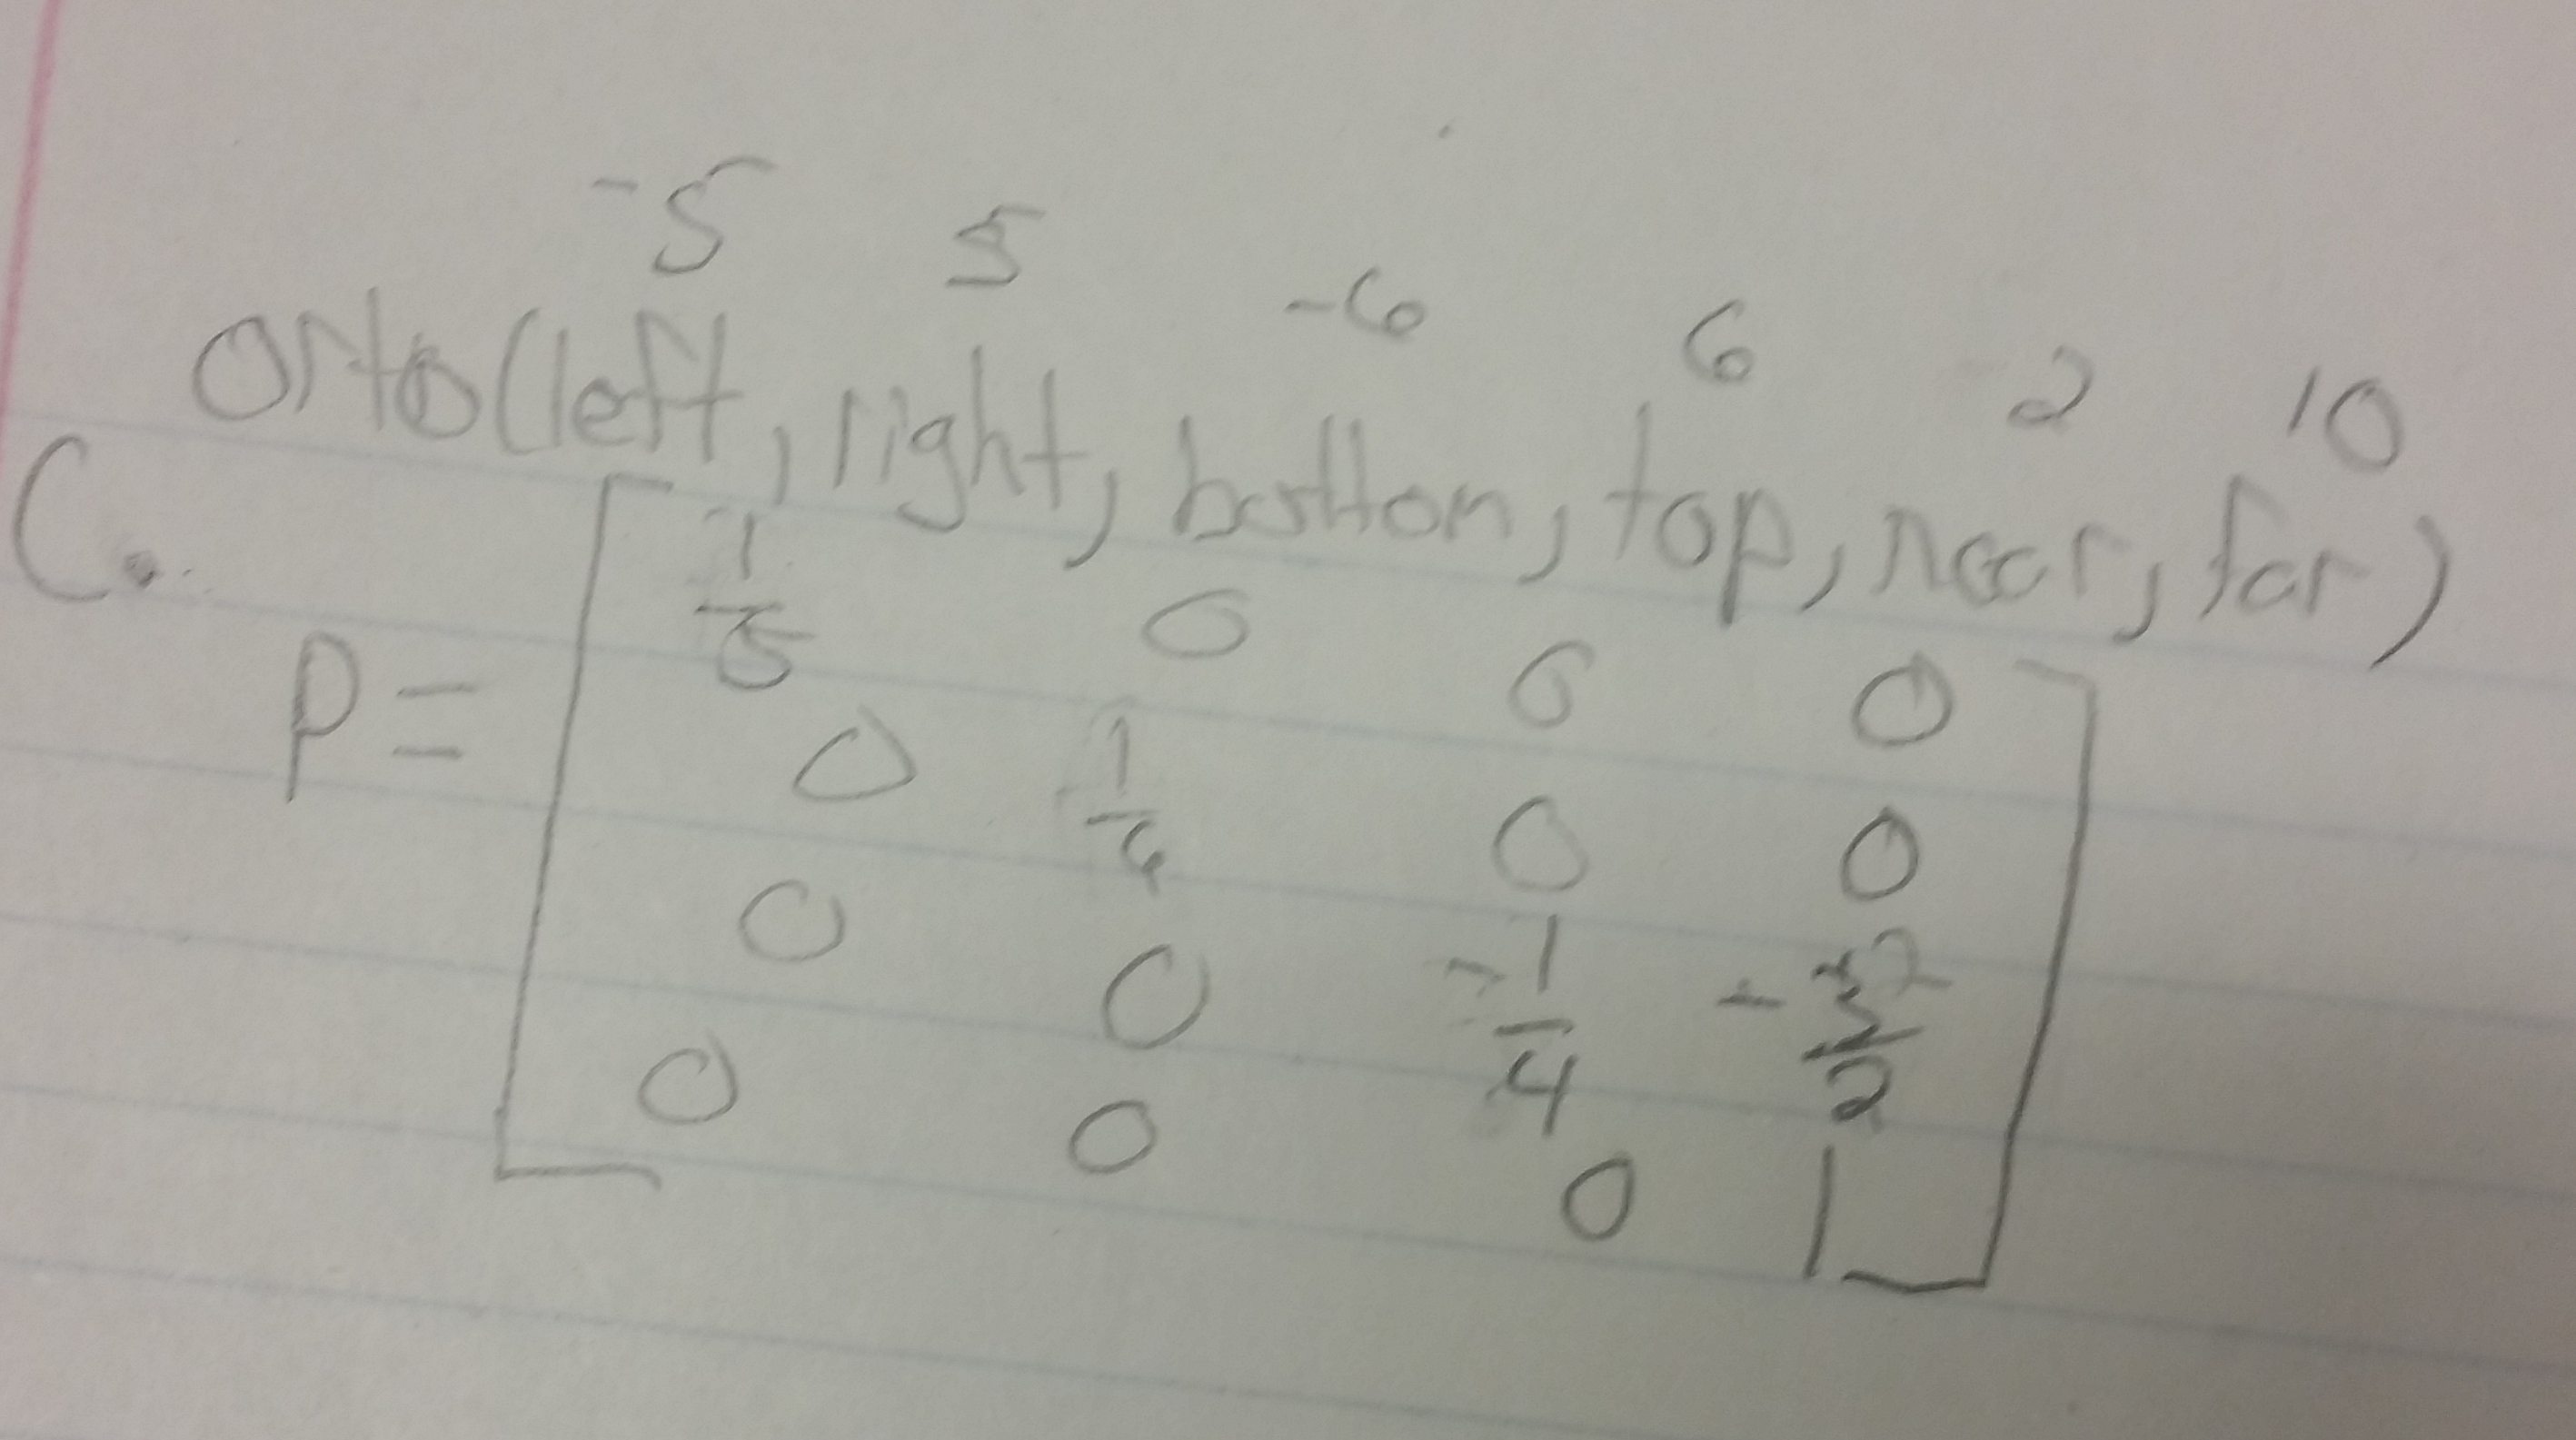 -5 5 -6 6 2 10
orto(left, right, bottom, top, near, far)
C.
P = [ 1/5 0 0 0
0 1/6 0 0
0 0 -1/4 -3/2
0 0 0 1 ]